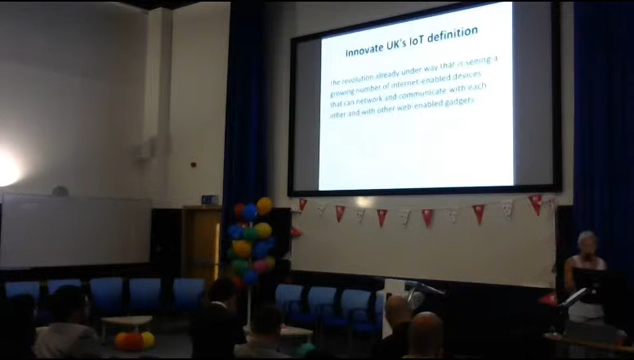 Innovate UK's IoT definition
The revolution already under way that is seeing a
growing number of internet-enabled devices
that can network and communicate with each
other and with other web-enabled gadgets